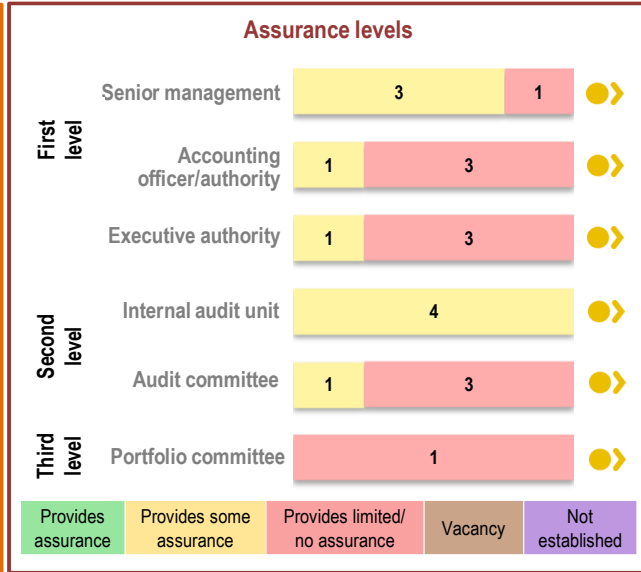 Assurance levels
First
level
Senior management
3
1
Accounting
officer/authority
1
3
Executive authority
1
3
Second
level
Internal audit unit
4
Audit committee
1
3
Third
level
Portfolio committee
1
Provides
assurance
Provides some
assurance
Provides limited/
no assurance
Vacancy
Not
established